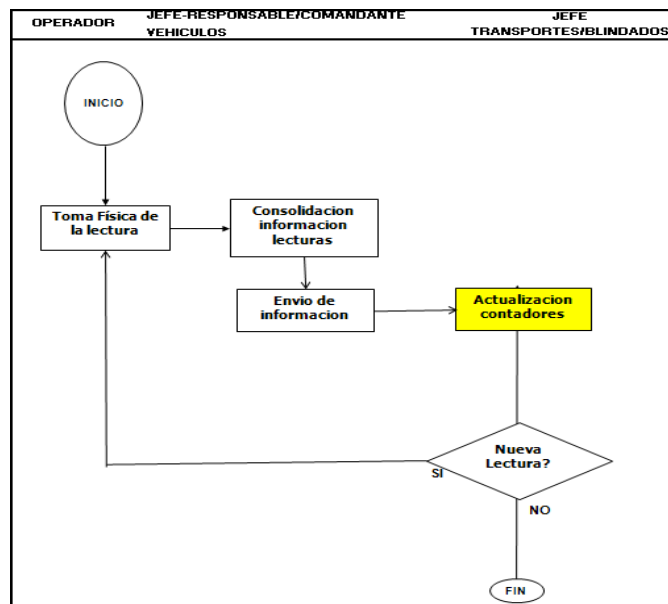 OPERADOR
JEFE-RESPONSABLE/COMANDANTE
VEHICULOS
JEFE
TRANSPORTES/BLINDADOS
INICIO
Toma Física de
la lectura
Consolidacion
informacion
lecturas
Envio de
informacion
Actualizacion
contadores
Nueva
Lectura?
SI
NO
FIN